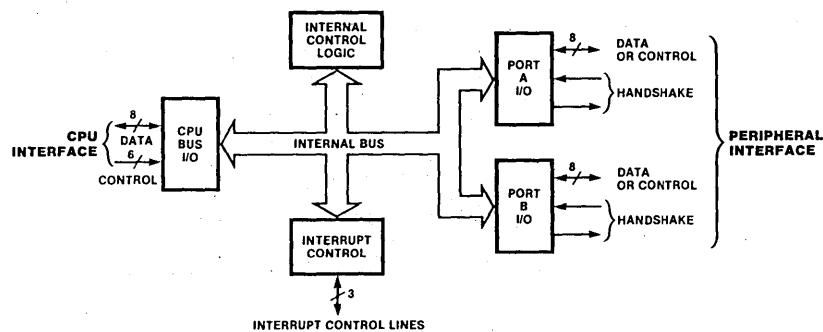 INTERNAL
CONTROL
LOGIC
CPU
INTERFACE
8
DATA
6
CONTROL
CPU
BUS
I/O
INTERNAL BUS
INTERRUPT
CONTROL
3
INTERRUPT CONTROL LINES
PORT
A
I/O
8
DATA
OR CONTROL
HANDSHAKE
PORT
B
I/O
8
DATA
OR CONTROL
HANDSHAKE
PERIPHERAL
INTERFACE